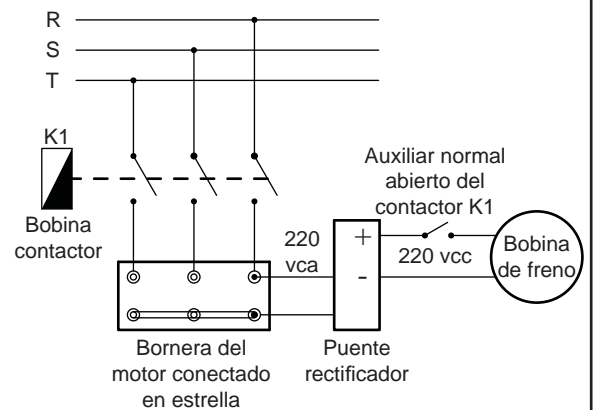 R
S
T
K1
Bobina
contactor
Auxiliar normal
abierto del
contactor K1
220
vca
+
-
220 vcc
Bobina
de freno
Bornera del
motor conectado
en estrella
Puente
rectificador